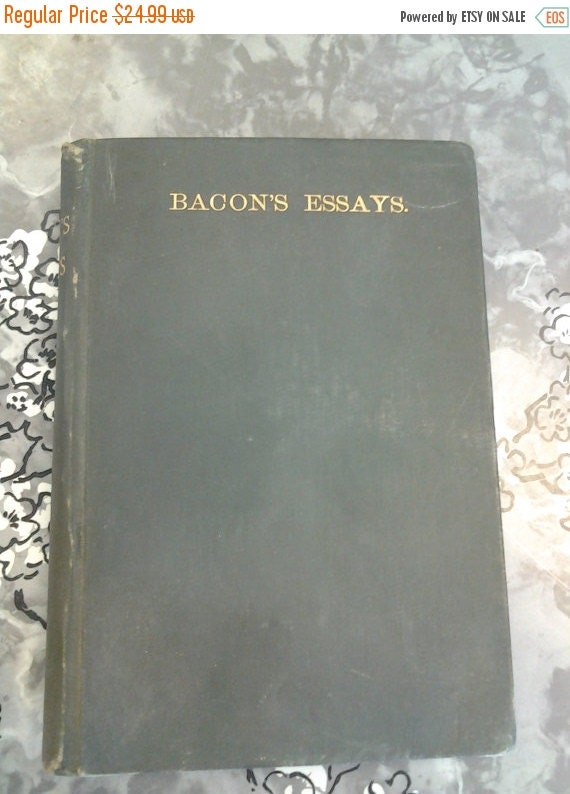 Regular Price $24.99 USD
Powered by ETSY ON SALE EOS
BACON'S ESSAYS.
S
S